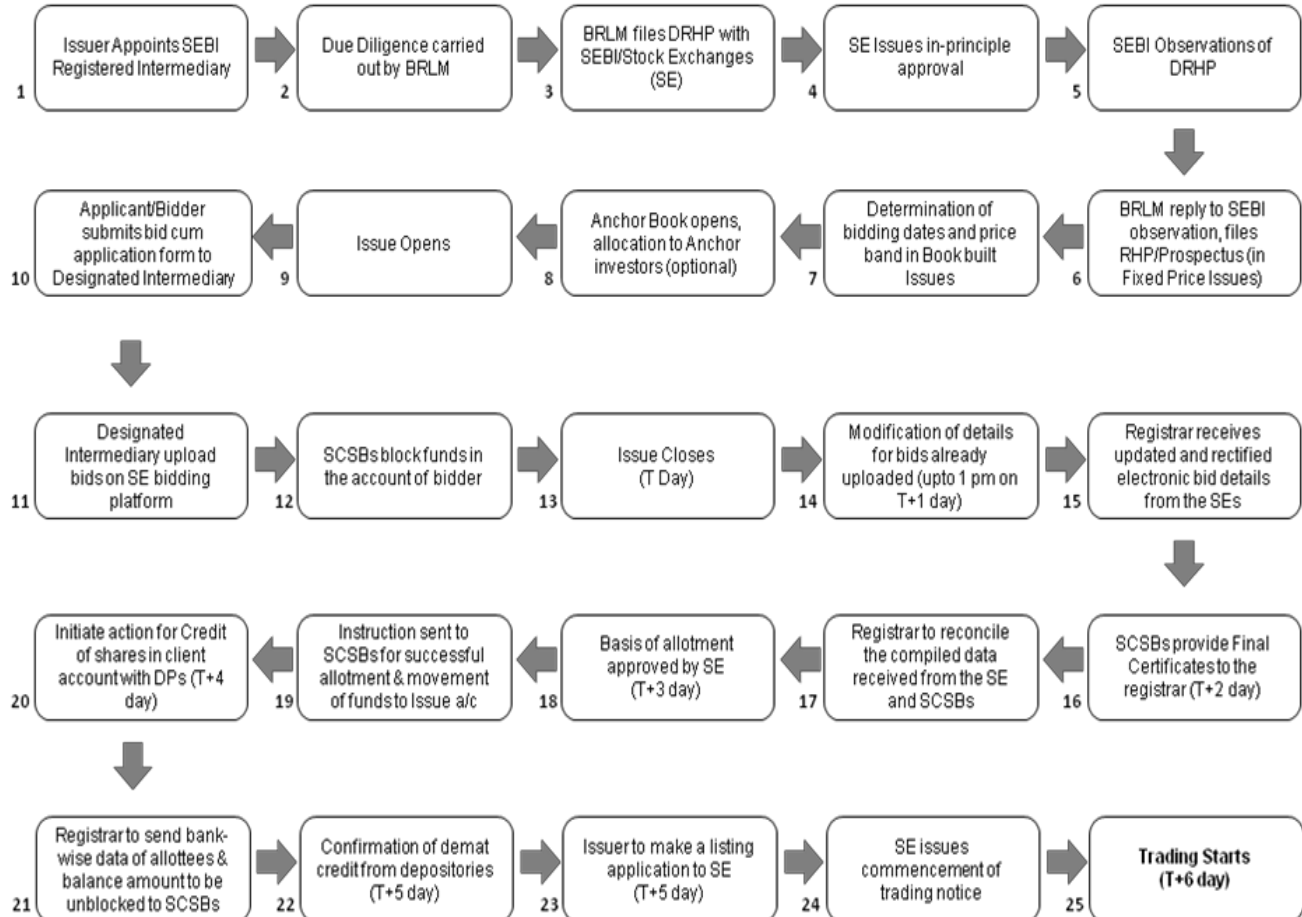 Issuer Appoints SEBI
Registered Intermediary
1
Due Diligence carried
out by BRLM
2
BRLM files DRHP with
SEBI/Stock Exchanges
(SE)
3
SE Issues in-principle
approval
4
SEBI Observations of
DRHP
5
BRLM reply to SEBI
observation, files
RHP/Prospectus (in
Fixed Price Issues)
6
Determination of
bidding dates and price
band in Book built
Issues
7
Anchor Book opens,
allocation to Anchor
investors (optional)
8
Issue Opens
9
Applicant/Bidder
submits bid cum
application form to
Designated Intermediary
10
Designated
Intermediary upload
bids on SE bidding
platform
11
SCSBs block funds in
the account of bidder
12
Issue Closes
(T Day)
13
Modification of details
for bids already
uploaded (upto 1 pm on
T+1 day)
14
Registrar receives
updated and rectified
electronic bid details
from the SEs
15
SCSBs provide Final
Certificates to the
registrar (T+2 day)
16
Registrar to reconcile
the compiled data
received from the SE
and SCSBs
17
Basis of allotment
approved by SE
(T+3 day)
18
Instruction sent to
SCSBs for successful
allotment & movement
of funds to Issue a/c
19
Initiate action for Credit
of shares in client
account with DPs (T+4
day)
20
Registrar to send bank-
wise data of allottees &
balance amount to be
unblocked to SCSBs
21
Confirmation of demat
credit from depositories
(T+5 day)
22
Issuer to make a listing
application to SE
(T+5 day)
23
SE issues
commencement of
trading notice
24
Trading Starts
(T+6 day)
25